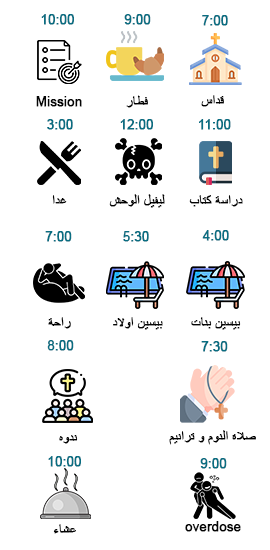 7:00
9:00
10:00
قداس
فطار
Mission
11:00
12:00
3:00
دراسة كتاب
ليفيل الوحش
غدا
4:00
5:30
7:00
بيسين بنات
بيسين اولاد
راحة
7:30
8:00
صلاة النوم و ترانيم
ندوه
9:00
10:00
overdose
عشاء